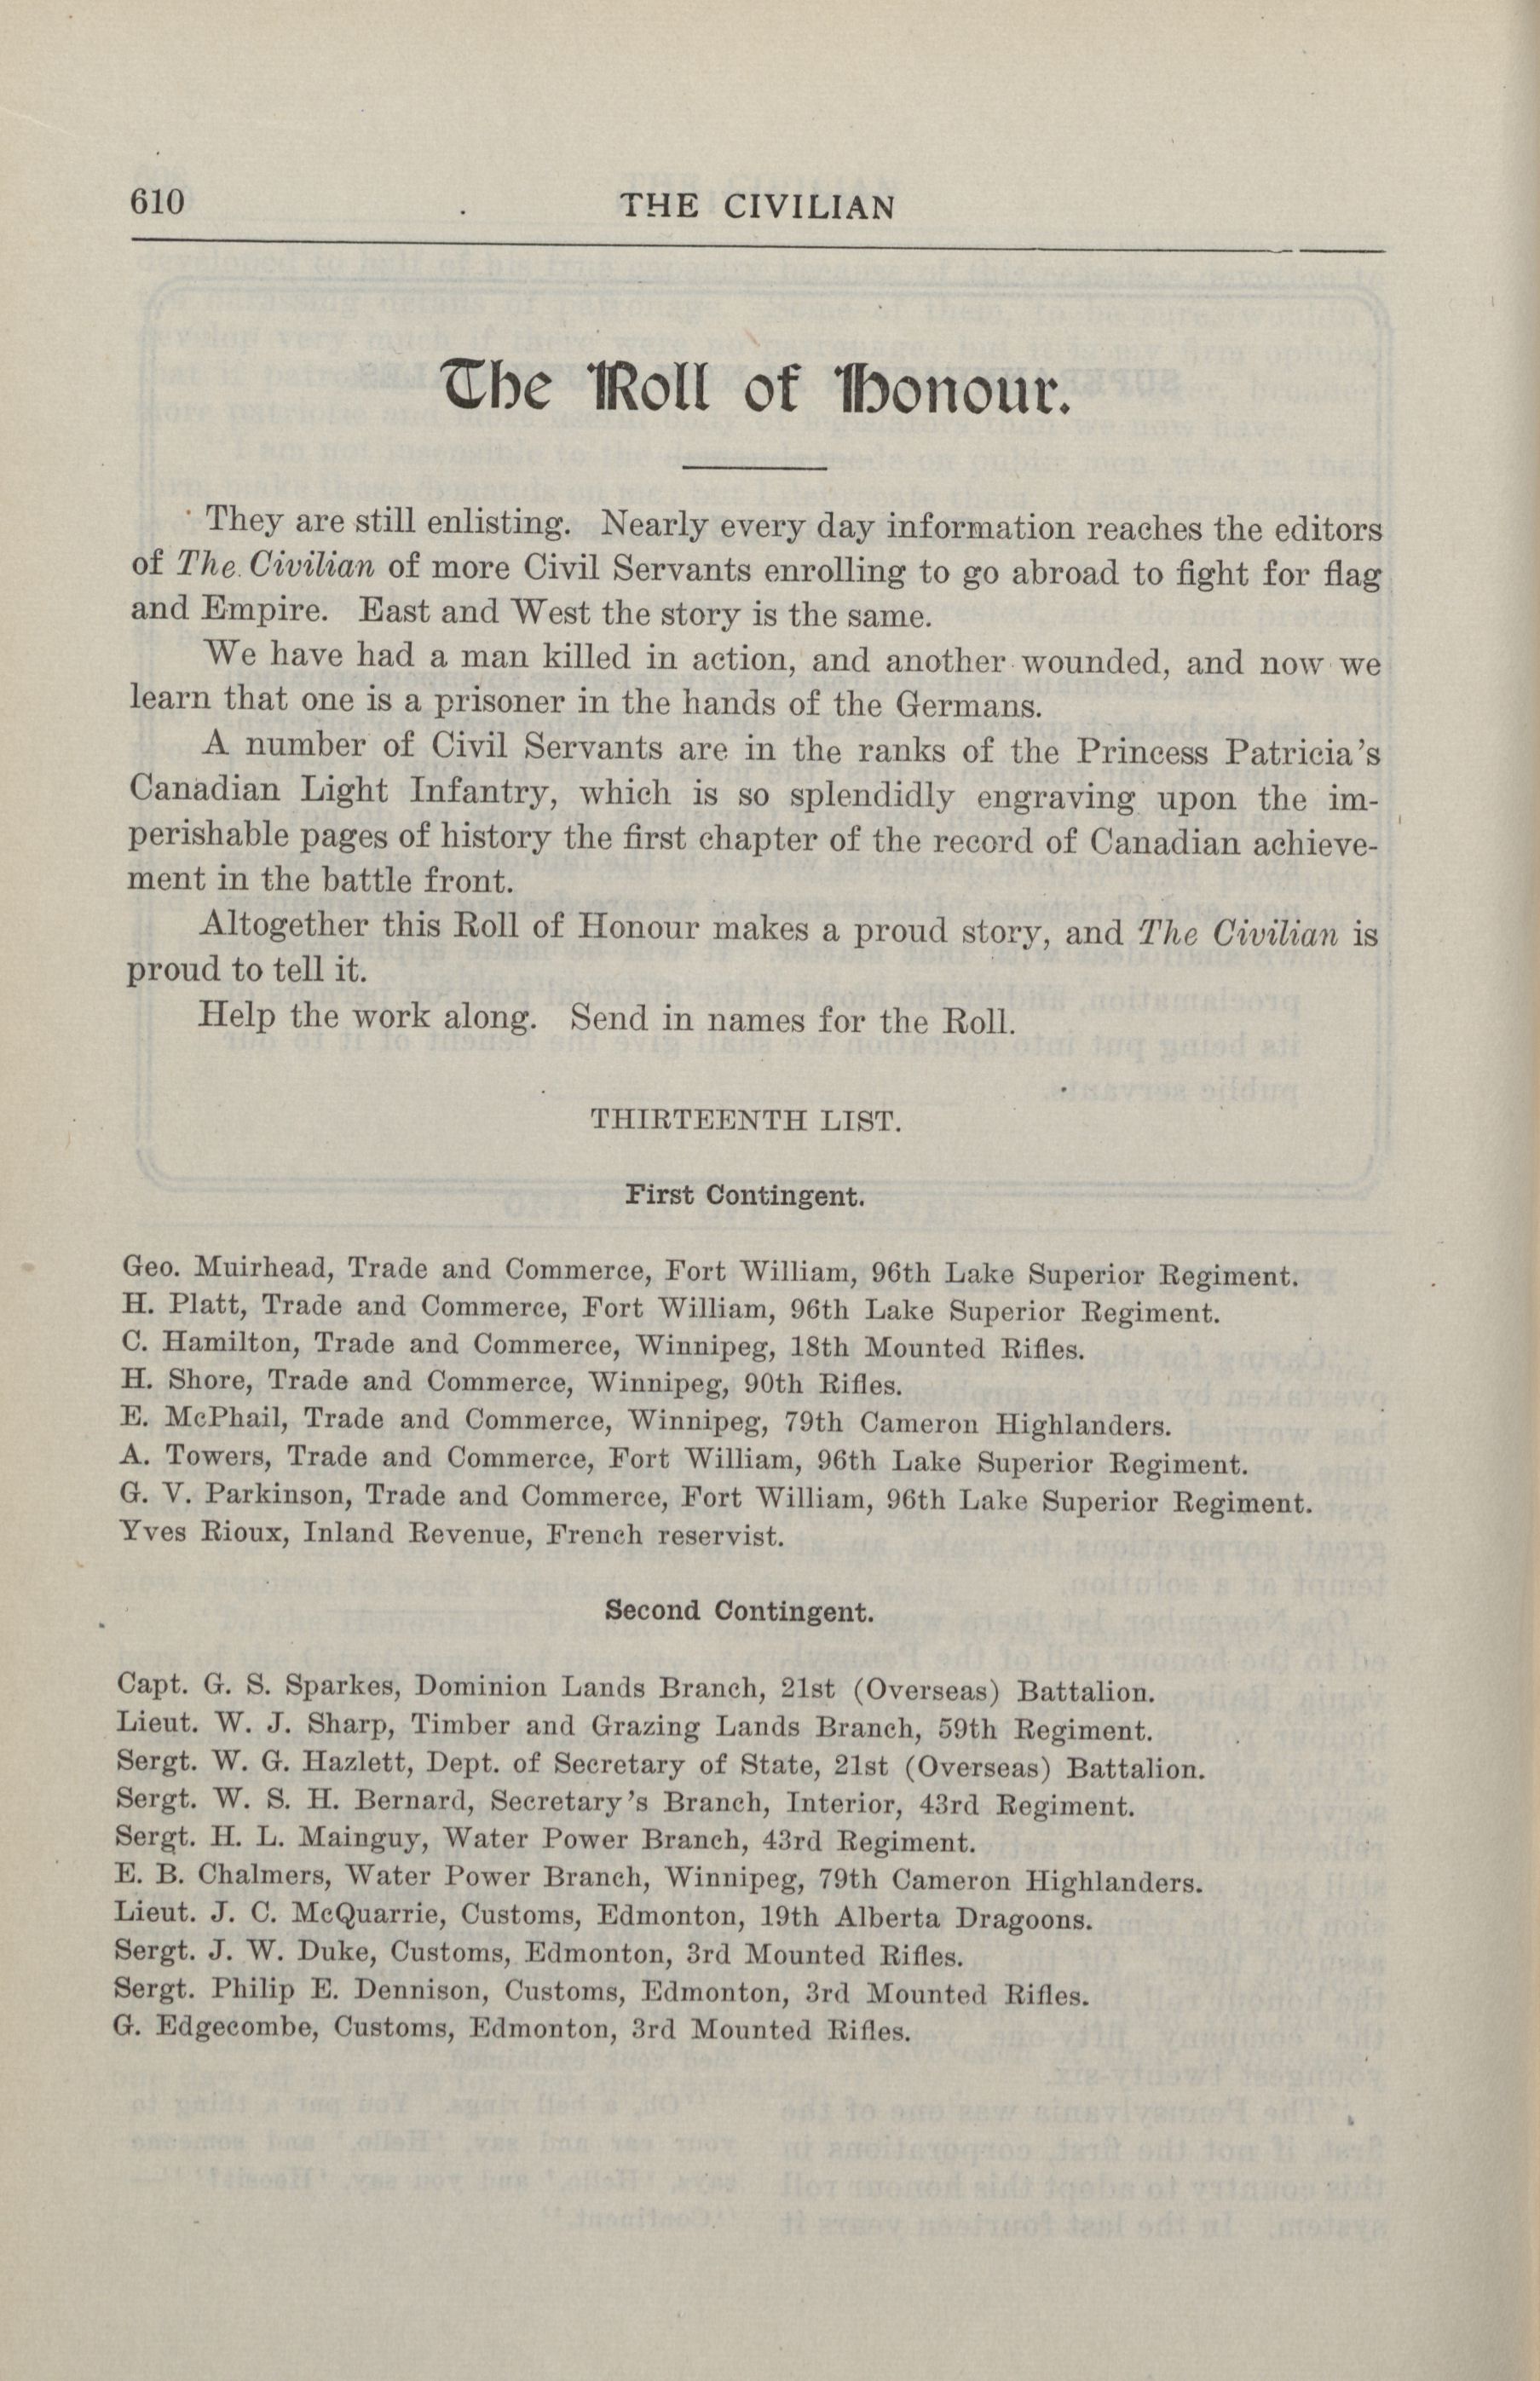 610
THE CIVILIAN
The Roll of Honour.
They are still enlisting. Nearly every day information reaches the editors
of The Civilian of more Civil Servants enrolling to go abroad to fight for flag
and Empire. East and West the story is the same.
We have had a man killed in action, and another wounded, and now we
learn that one is a prisoner in the hands of the Germans.
A number of Civil Servants are in the ranks of the Princess Patricia's
Canadian Light Infantry, which is so splendidly engraving upon the im-
perishable pages of history the first chapter of the record of Canadian achieve-
ment in the battle front.
Altogether this Roll of Honour makes a proud story, and The Civilian is
proud to tell it.
Help the work along. Send in names for the Roll.
THIRTEENTH LIST.
First Contingent.
Geo. Muirhead, Trade and Commerce, Fort William, 96th Lake Superior Regiment.
H. Platt, Trade and Commerce, Fort William, 96th Lake Superior Regiment.
C. Hamilton, Trade and Commerce, Winnipeg, 18th Mounted Rifles.
H. Shore, Trade and Commerce, Winnipeg, 90th Rifles.
E. McPhail, Trade and Commerce, Winnipeg, 79th Cameron Highlanders.
A. Towers, Trade and Commerce, Fort William, 96th Lake Superior Regiment.
G. V. Parkinson, Trade and Commerce, Fort William, 96th Lake Superior Regiment.
Yves Rioux, Inland Revenue, French reservist.
Second Contingent.
Capt. G. S. Sparkes, Dominion Lands Branch, 21st (Overseas) Battalion.
Lieut. W. J. Sharp, Timber and Grazing Lands Branch, 59th Regiment.
Sergt. W. G. Hazlett, Dept. of Secretary of State, 21st (Overseas) Battalion.
Sergt. W. S. H. Bernard, Secretary's Branch, Interior, 43rd Regiment.
Sergt. H. L. Mainguy, Water Power Branch, 43rd Regiment.
E. B. Chalmers, Water Power Branch, Winnipeg, 79th Cameron Highlanders.
Lieut. J. C. McQuarrie, Customs, Edmonton, 19th Alberta Dragoons.
Sergt. J. W. Duke, Customs, Edmonton, 3rd Mounted Rifles.
Sergt. Philip E. Dennison, Customs, Edmonton, 3rd Mounted Rifles.
G. Edgecombe, Customs, Edmonton, 3rd Mounted Rifles.